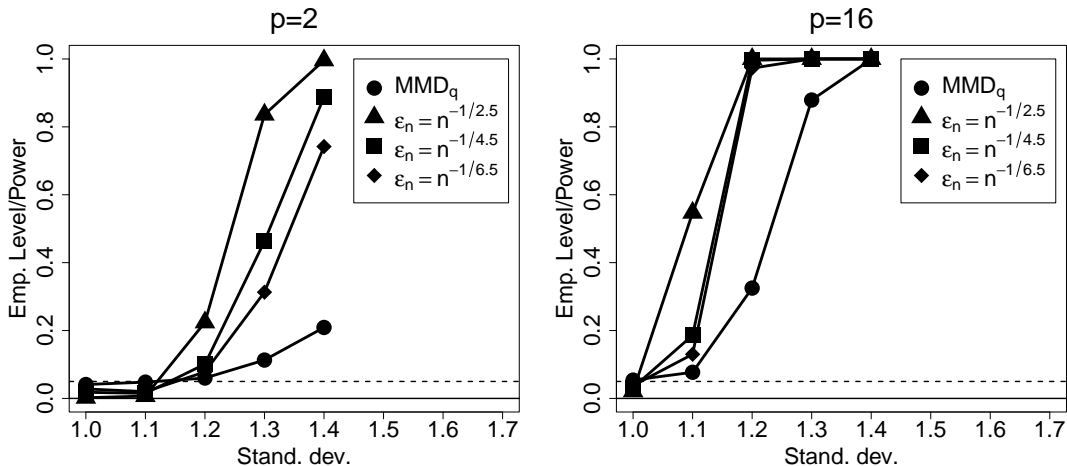 p=2
Emp. Level/Power
1.0
0.8
0.6
0.4
0.2
0.0
MMD_q
ε_n = n^{-1/2.5}
ε_n = n^{-1/4.5}
ε_n = n^{-1/6.5}
1.0 1.1 1.2 1.3 1.4 1.5 1.6 1.7
Stand. dev.
p=16
Emp. Level/Power
1.0
0.8
0.6
0.4
0.2
0.0
MMD_q
ε_n = n^{-1/2.5}
ε_n = n^{-1/4.5}
ε_n = n^{-1/6.5}
1.0 1.1 1.2 1.3 1.4 1.5 1.6 1.7
Stand. dev.